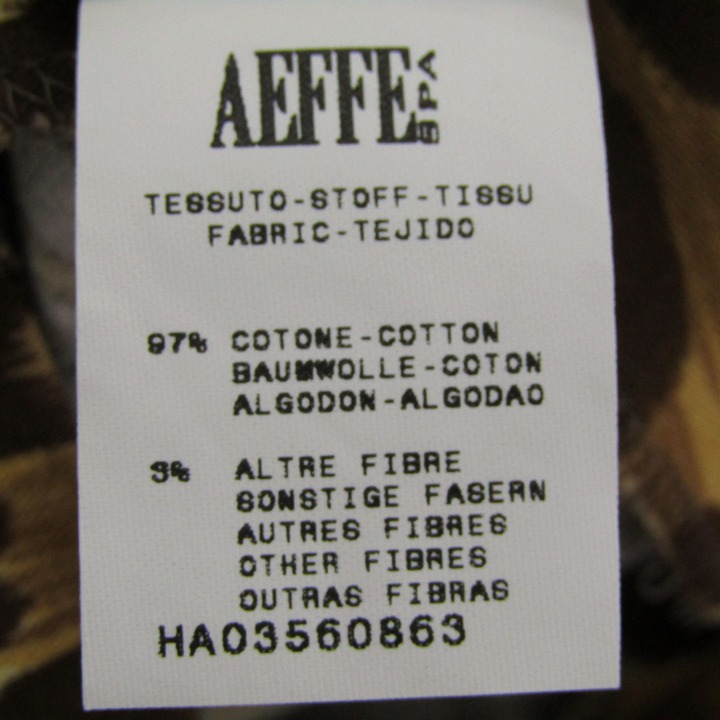 AEFFE SPA
TESSUTO-STOFF-TISSU
FABRIC-TEJIDO
97% COTONE-COTTON
BAUMWOLLE-COTON
ALGODON-ALGODAO
3% ALTRE FIBRE
SONSTIGE FASERN
AUTRES FIBRES
OTHER FIBRES
OUTRAS FIBRAS
HA03560863